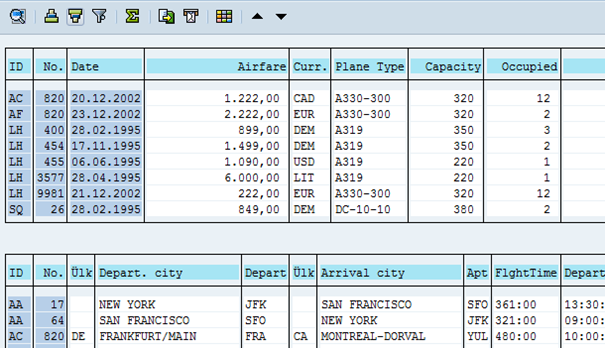 ID No. Date Airfare Curr. Plane Type Capacity Occupied
AC 820 20.12.2002 1.222,00 CAD A330-300 320 12
AF 820 23.12.2002 2.222,00 EUR A330-300 320 2
LH 400 28.02.1995 899,00 DEM A319 350 3
LH 454 17.11.1995 1.499,00 DEM A319 350 2
LH 455 06.06.1995 1.090,00 USD A319 220 1
LH 3577 28.04.1995 6.000,00 LIT A319 220 1
LH 9981 21.12.2002 222,00 EUR A330-300 320 12
SQ 26 28.02.1995 849,00 DEM DC-10-10 380 2
ID No. Ülk Depart. city Depart Ülk Arrival city Apt FlghtTime Depart
AA 17 NEW YORK JFK SAN FRANCISCO SFO 361:00 13:30:
AA 64 SAN FRANCISCO SFO NEW YORK JFK 321:00 09:00:
AC 820 DE FRANKFURT/MAIN FRA CA MONTREAL-DORVAL YUL 480:00 10:00: